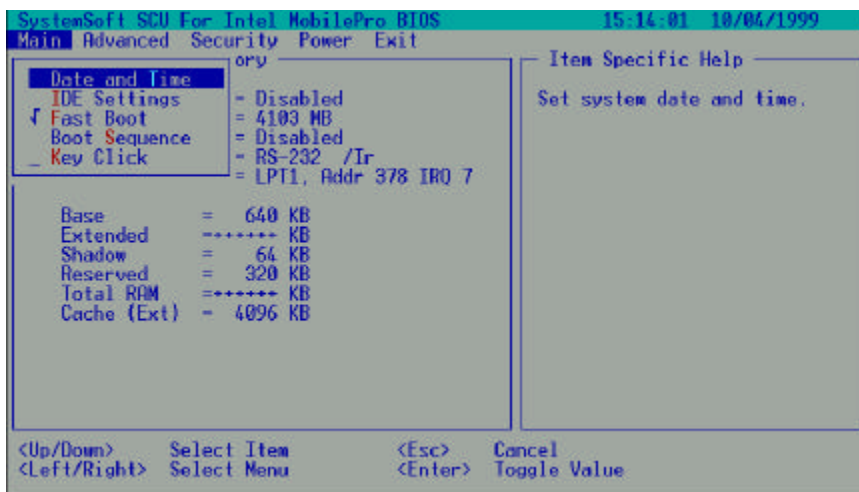 SystemSoft SCU For Intel MobilePro BIOS 15:14:01 10/04/1999
Main Advanced Security Power Exit
ory
Date and Time
IDE Settings = Disabled
√ Fast Boot = 4103 MB
Boot Sequence = Disabled
_ Key Click = RS-232 /Ir
= LPT1, Addr 378 IRQ 7
Base = 640 KB
Extended =++++++ KB
Shadow = 64 KB
Reserved = 320 KB
Total RAM =++++++ KB
Cache (Ext) = 4096 KB
Item Specific Help
Set system date and time.
<Up/Down> Select Item <Esc> Cancel
<Left/Right> Select Menu <Enter> Toggle Value